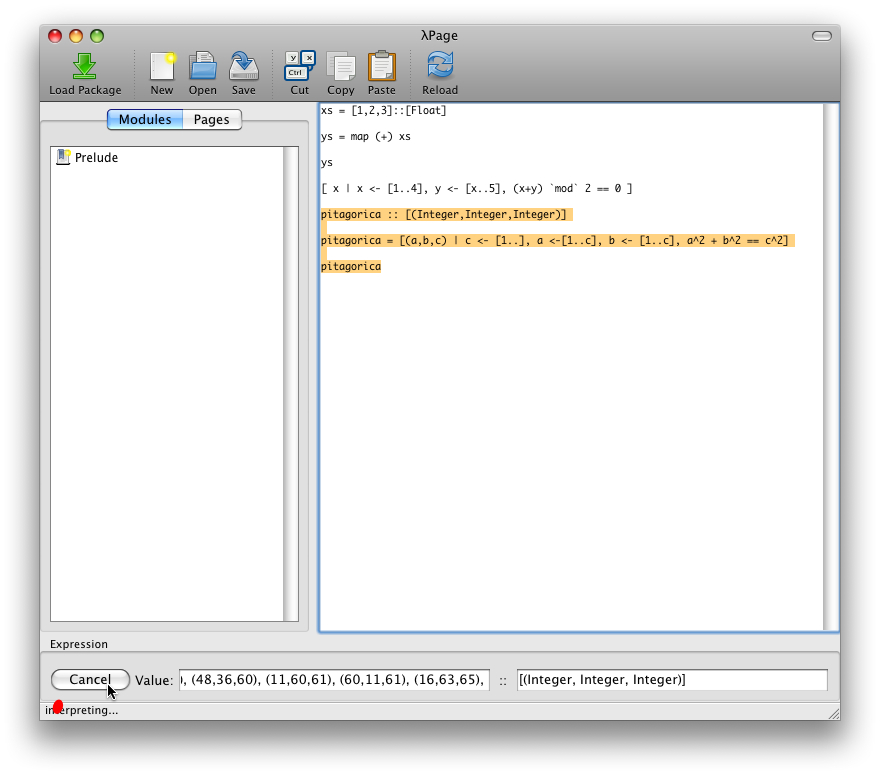 λPage
Load Package New Open Save Cut Copy Paste Reload
y x
Ctrl
Modules Pages
Prelude
xs = [1,2,3]::[Float]
ys = map (+) xs
ys
[ x | x <- [1..4], y <- [x..5], (x+y) `mod` 2 == 0 ]
pitagorica :: [(Integer,Integer,Integer)]
pitagorica = [(a,b,c) | c <- [1..], a <-[1..c], b <- [1..c], a^2 + b^2 == c^2]
pitagorica
Expression
Cancel Value: ), (48,36,60), (11,60,61), (60,11,61), (16,63,65), :: [(Integer, Integer, Integer)]
interpreting...